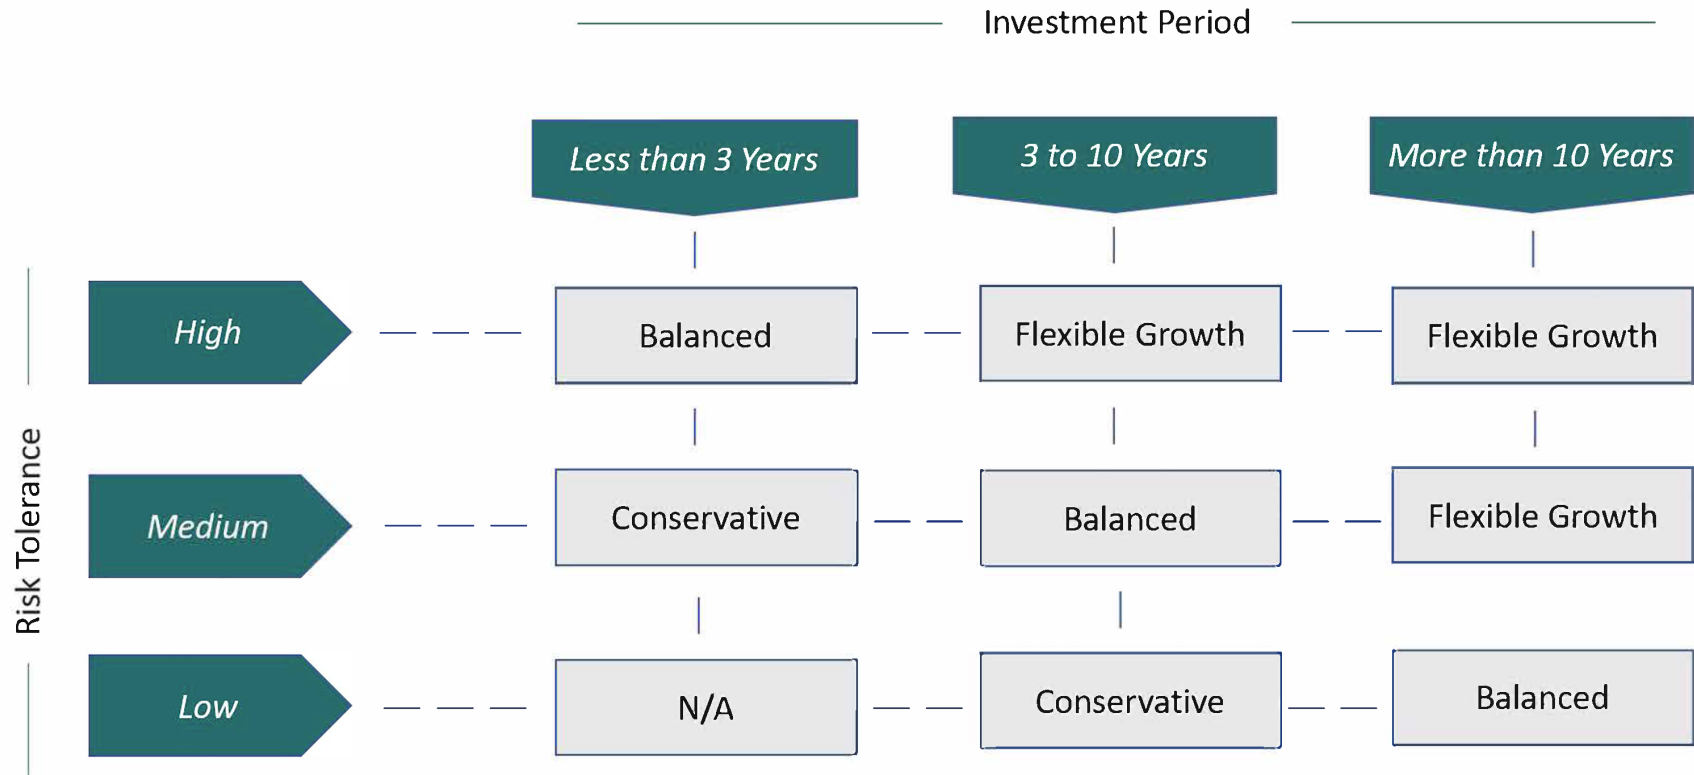 Investment Period
Less than 3 Years
3 to 10 Years
More than 10 Years
Risk Tolerance
High
Balanced
Flexible Growth
Flexible Growth
Medium
Conservative
Balanced
Flexible Growth
Low
N/A
Conservative
Balanced